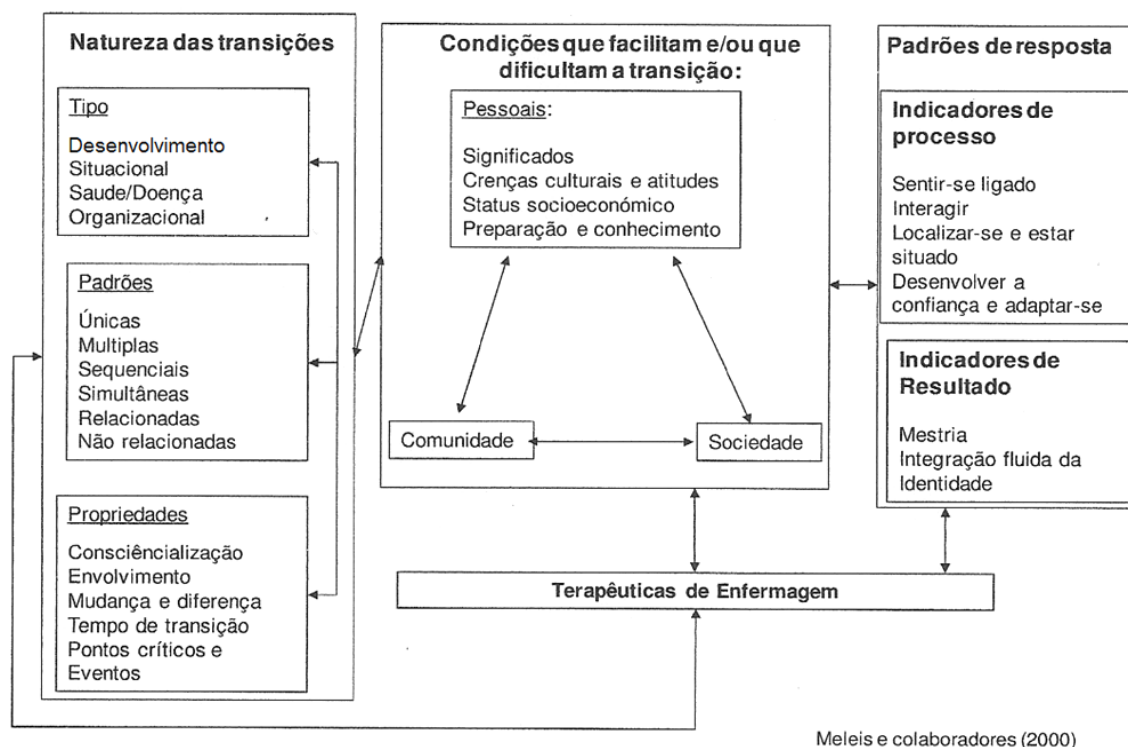 Natureza das transições
Tipo
Desenvolvimento
Situacional
Saude/Doença
Organizacional
Padrões
Únicas
Multiplas
Sequenciais
Simultâneas
Relacionadas
Não relacionadas
Propriedades
Consciêncialização
Envolvimento
Mudança e diferença
Tempo de transição
Pontos críticos e
Eventos
Condições que facilitam e/ou que
dificultam a transição:
Pessoais:
Significados
Crenças culturais e atitudes
Status socioeconómico
Preparação e conhecimento
Comunidade
Sociedade
Padrões de resposta
Indicadores de
processo
Sentir-se ligado
Interagir
Localizar-se e estar
situado
Desenvolver a
confiança e adaptar-se
Indicadores de
Resultado
Mestria
Integração fluida da
Identidade
Terapêuticas de Enfermagem
Meleis e colaboradores (2000)